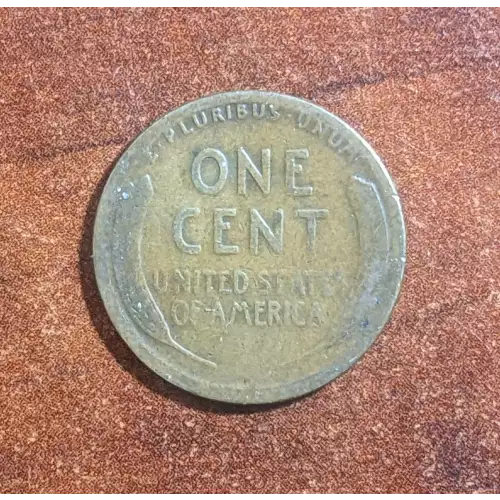 E·PLURIBUS·UNUM
ONE
CENT
UNITED STATES
OF·AMERICA